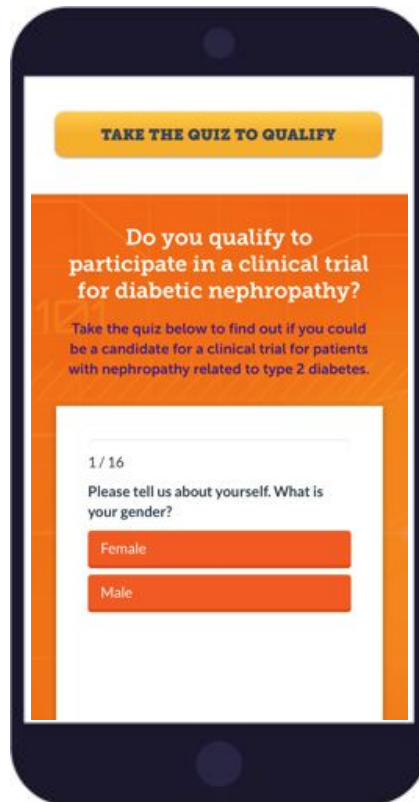 TAKE THE QUIZ TO QUALIFY
Do you qualify to
participate in a clinical trial
for diabetic nephropathy?
101
Take the quiz below to find out if you could
be a candidate for a clinical trial for patients
with nephropathy related to type 2 diabetes.
1 / 16
Please tell us about yourself. What is
your gender?
Female
Male